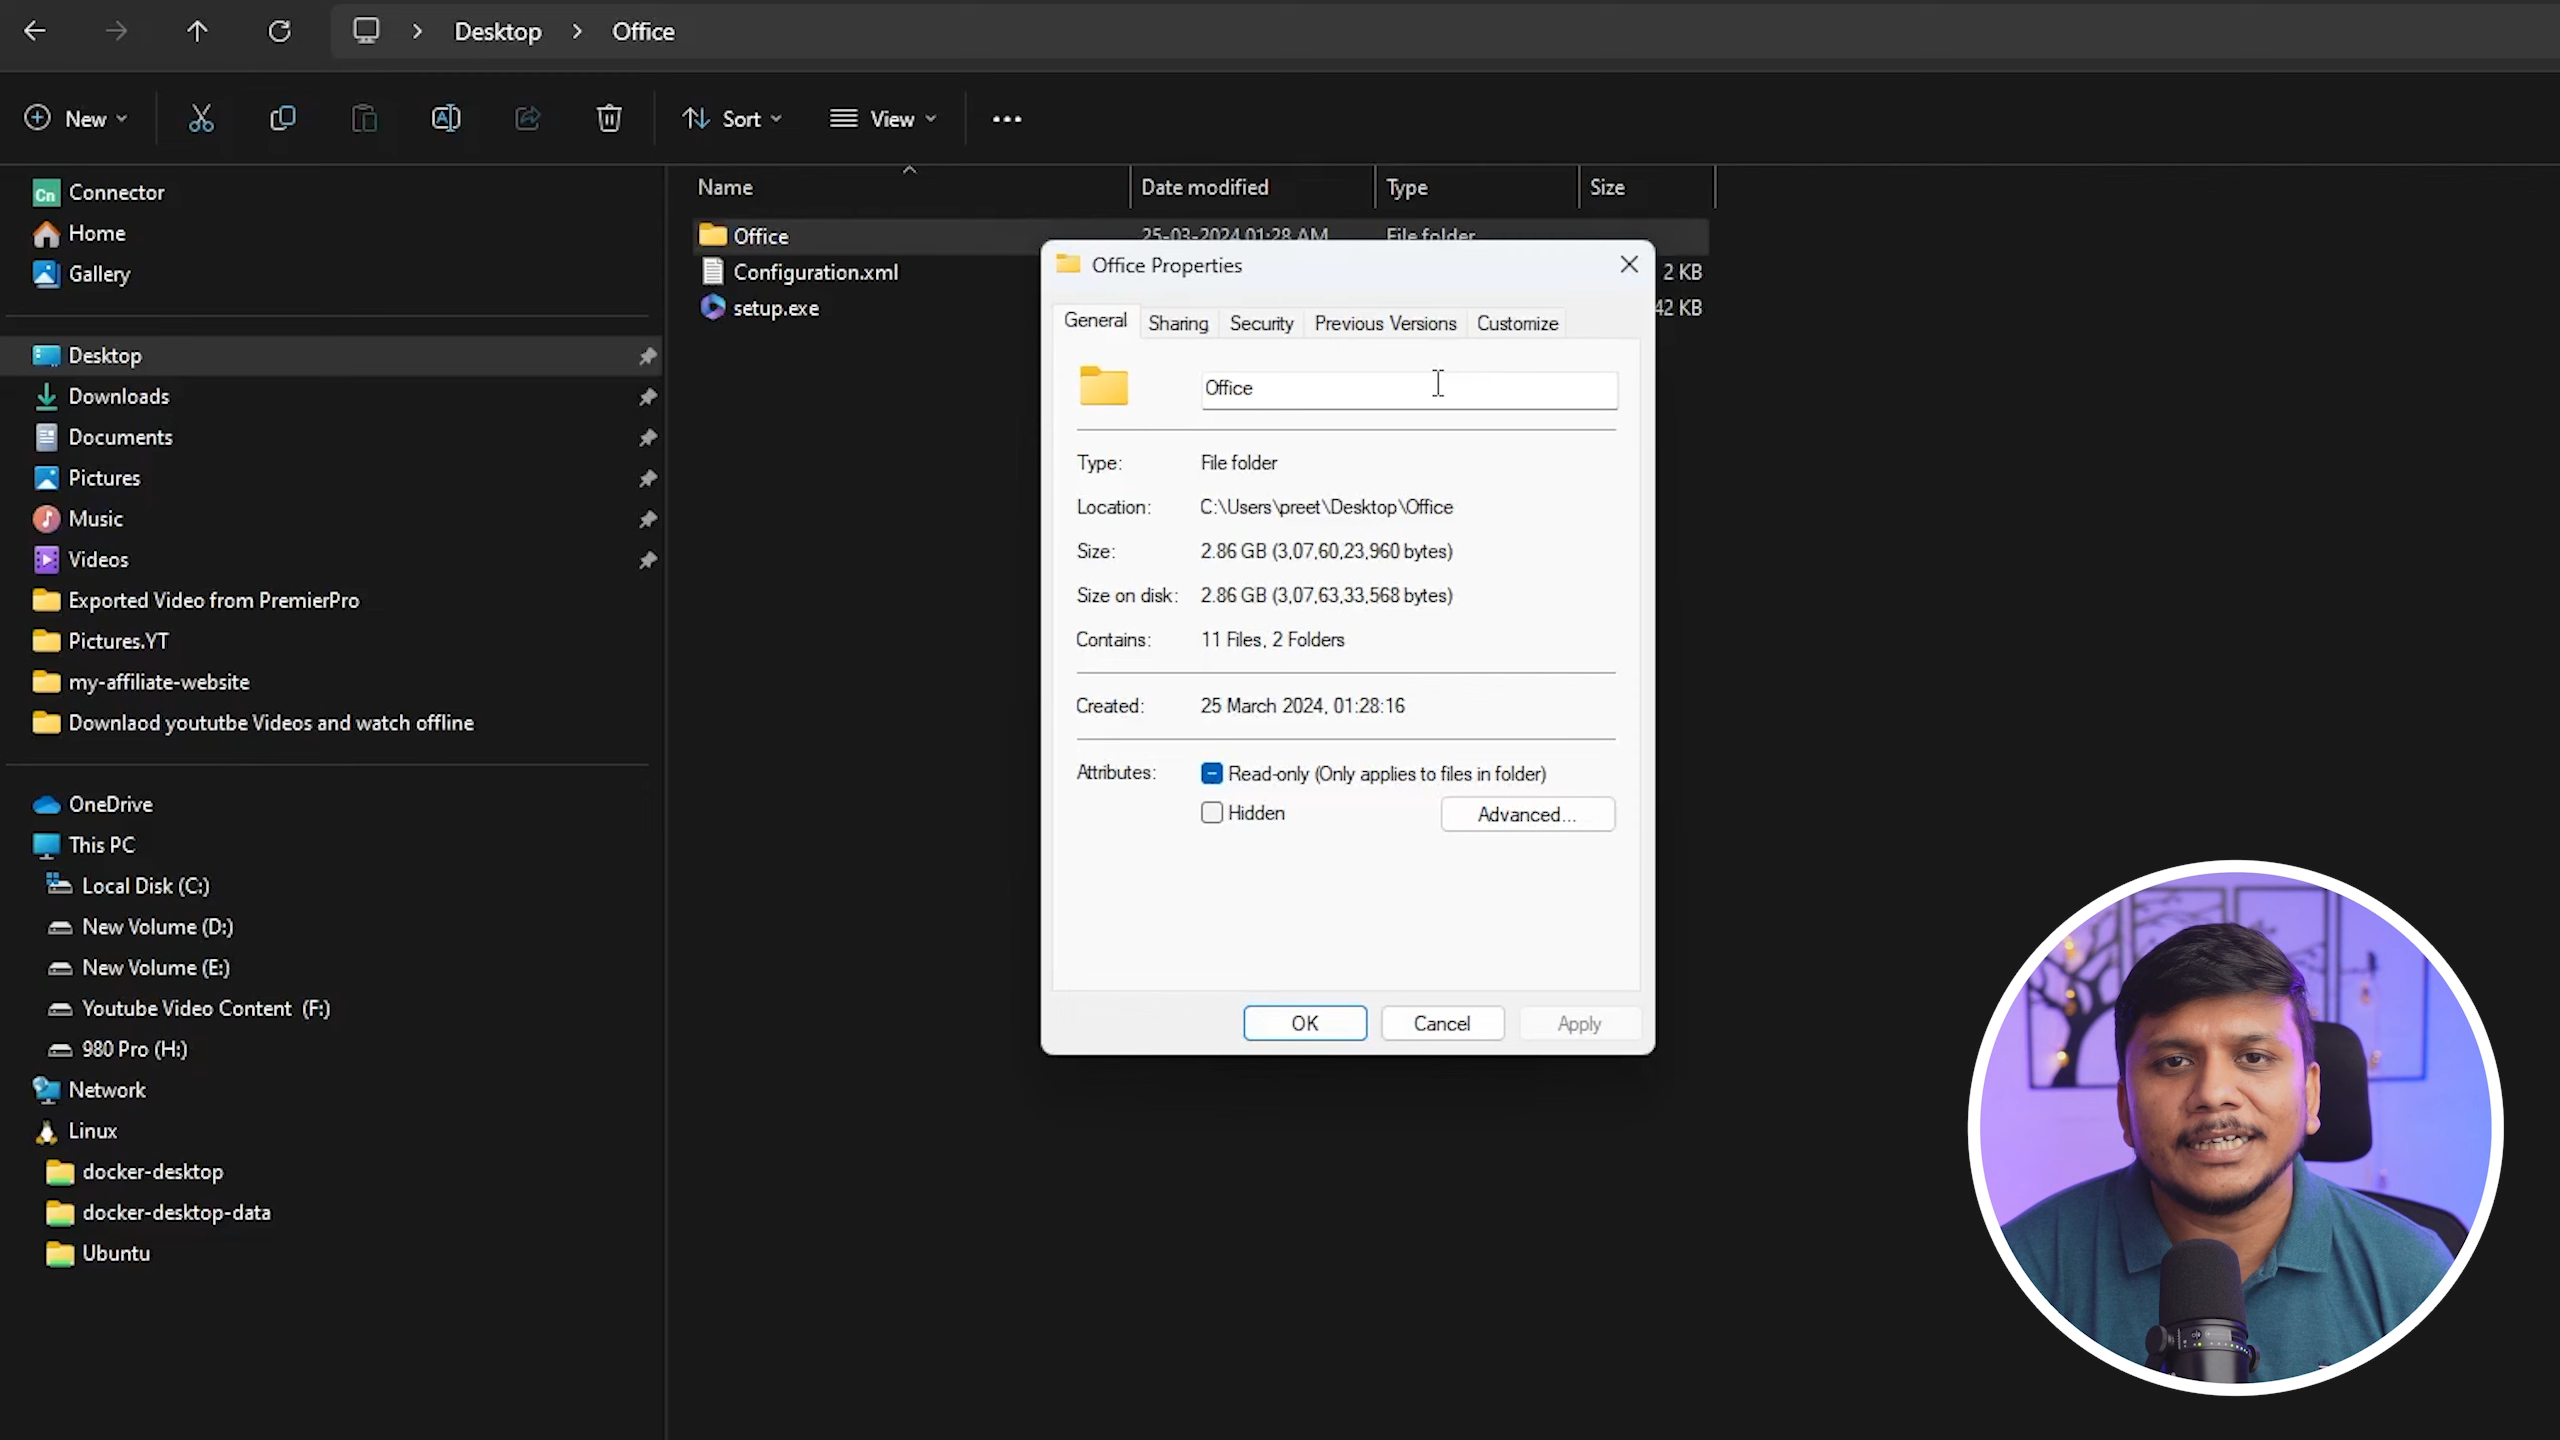 Desktop > Office
New
Sort
View
Connector
Home
Gallery
Desktop
Downloads
Documents
Pictures
Music
Videos
Exported Video from PremierPro
Pictures.YT
my-affiliate-website
Downlaod yoututbe Videos and watch offline
OneDrive
This PC
Local Disk (C:)
New Volume (D:)
New Volume (E:)
Youtube Video Content (F:)
980 Pro (H:)
Network
Linux
docker-desktop
docker-desktop-data
Ubuntu
Name Date modified Type Size
Office 25-03-2024 01:28 AM File folder
Configuration.xml 2 KB
setup.exe 42 KB
Office Properties
General Sharing Security Previous Versions Customize
Office
Type: File folder
Location: C:\Users\preet\Desktop\Office
Size: 2.86 GB (3,07,60,23,960 bytes)
Size on disk: 2.86 GB (3,07,63,33,568 bytes)
Contains: 11 Files, 2 Folders
Created: 25 March 2024, 01:28:16
Attributes: Read-only (Only applies to files in folder)
Hidden Advanced...
OK Cancel Apply
Cn